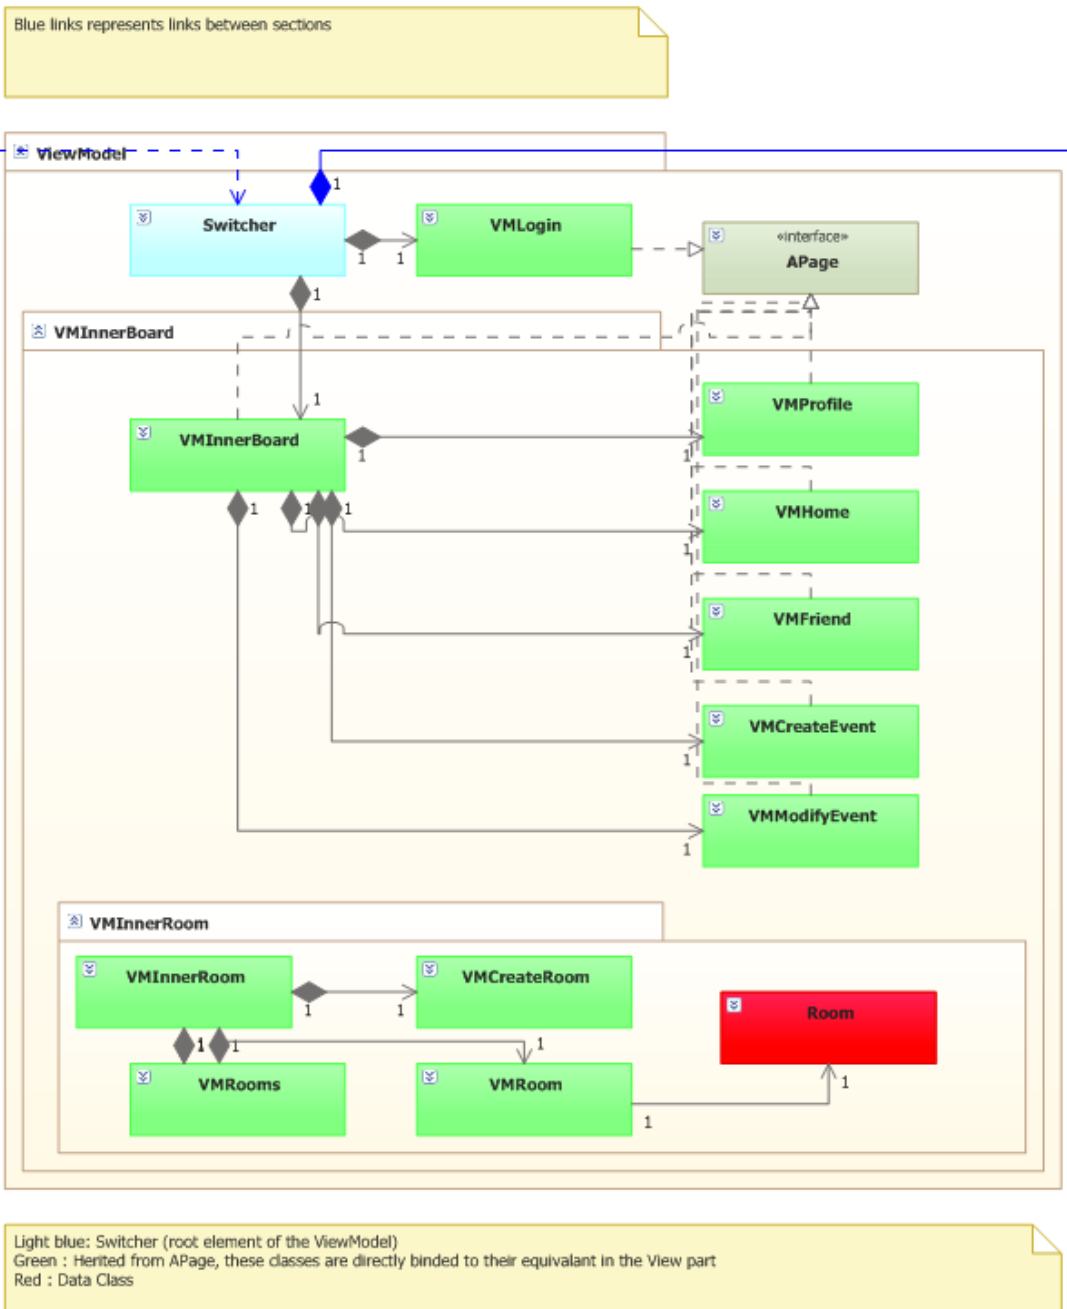 Blue links represents links between sections
ViewModel
1
Switcher
VMLogin
«interface»
APage
1
1
1
VMInnerBoard
1
VMInnerBoard
VMProfile
1
1
1
1
1
VMHome
1
VMFriend
1
VMCreateEvent
1
VMModifyEvent
1
VMInnerRoom
VMInnerRoom
VMCreateRoom
1
1
Room
1
1
1
VMRooms
VMRoom
1
1
Light blue: Switcher (root element of the ViewModel)
Green : Herited from APage, these classes are directly binded to their equivalant in the View part
Red : Data Class